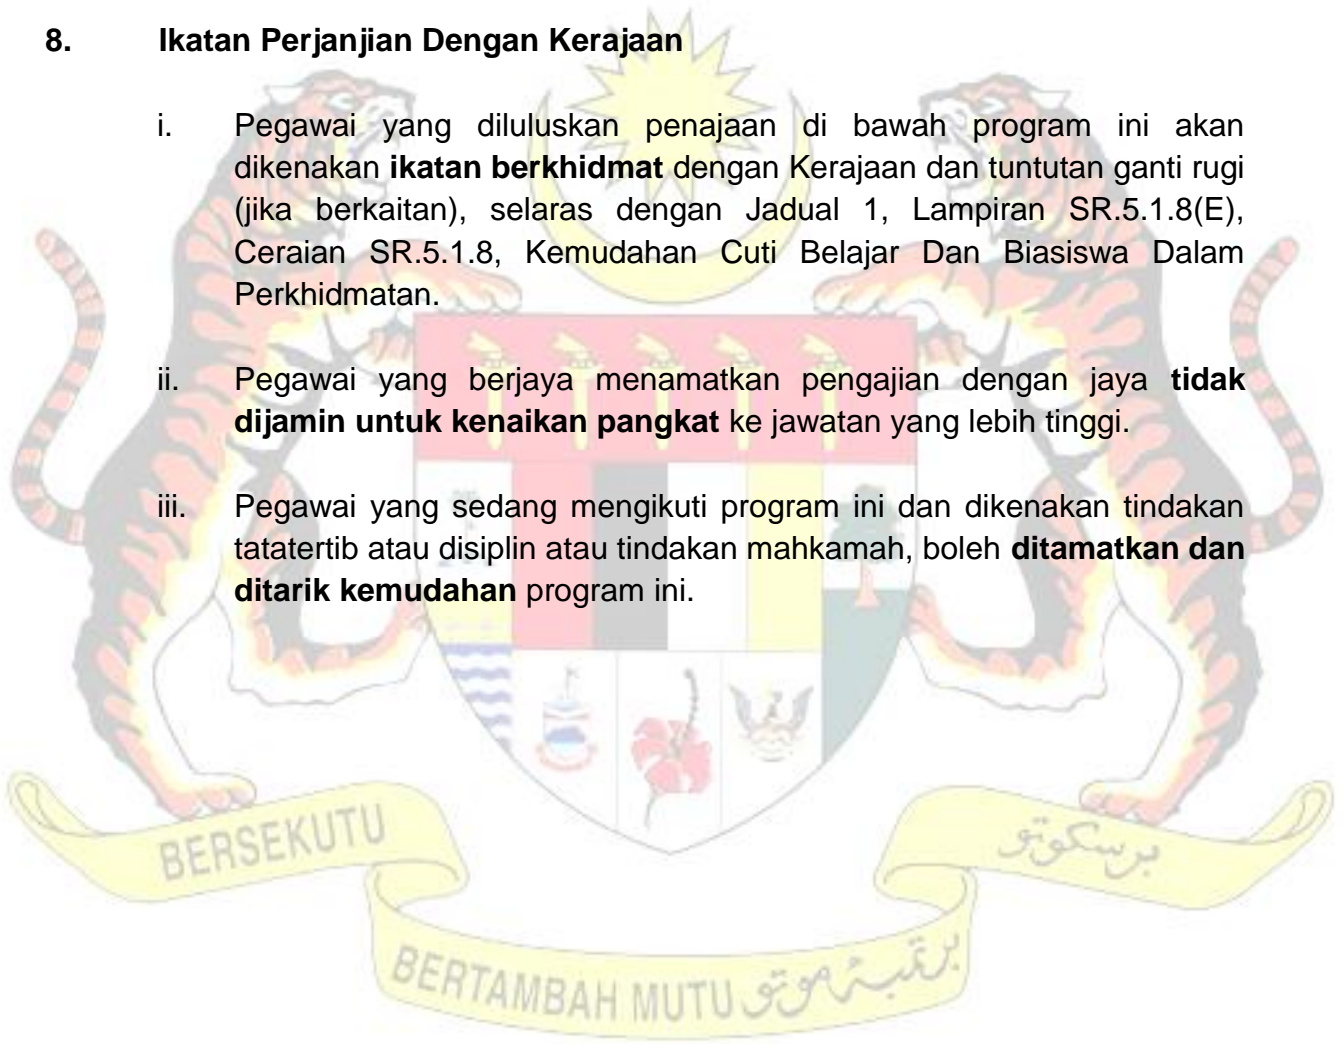 8. Ikatan Perjanjian Dengan Kerajaan
i. Pegawai yang diluluskan penajaan di bawah program ini akan
dikenakan ikatan berkhidmat dengan Kerajaan dan tuntutan ganti rugi
(jika berkaitan), selaras dengan Jadual 1, Lampiran SR.5.1.8(E),
Ceraian SR.5.1.8, Kemudahan Cuti Belajar Dan Biasiswa Dalam
Perkhidmatan.
ii. Pegawai yang berjaya menamatkan pengajian dengan jaya tidak
dijamin untuk kenaikan pangkat ke jawatan yang lebih tinggi.
iii. Pegawai yang sedang mengikuti program ini dan dikenakan tindakan
tatatertib atau disiplin atau tindakan mahkamah, boleh ditamatkan dan
ditarik kemudahan program ini.
BERSEKUTU برسكوتو
BERTAMBAH MUTU برتمبه موتو